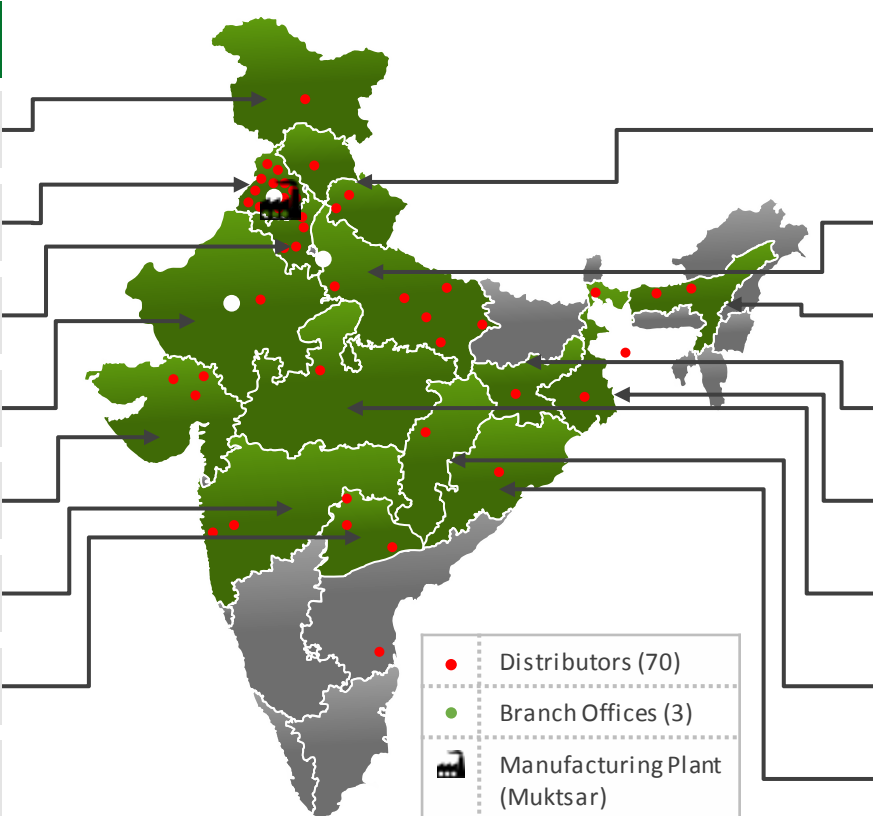 Distributors (70)
Branch Offices (3)
Manufacturing Plant
(Muktsar)